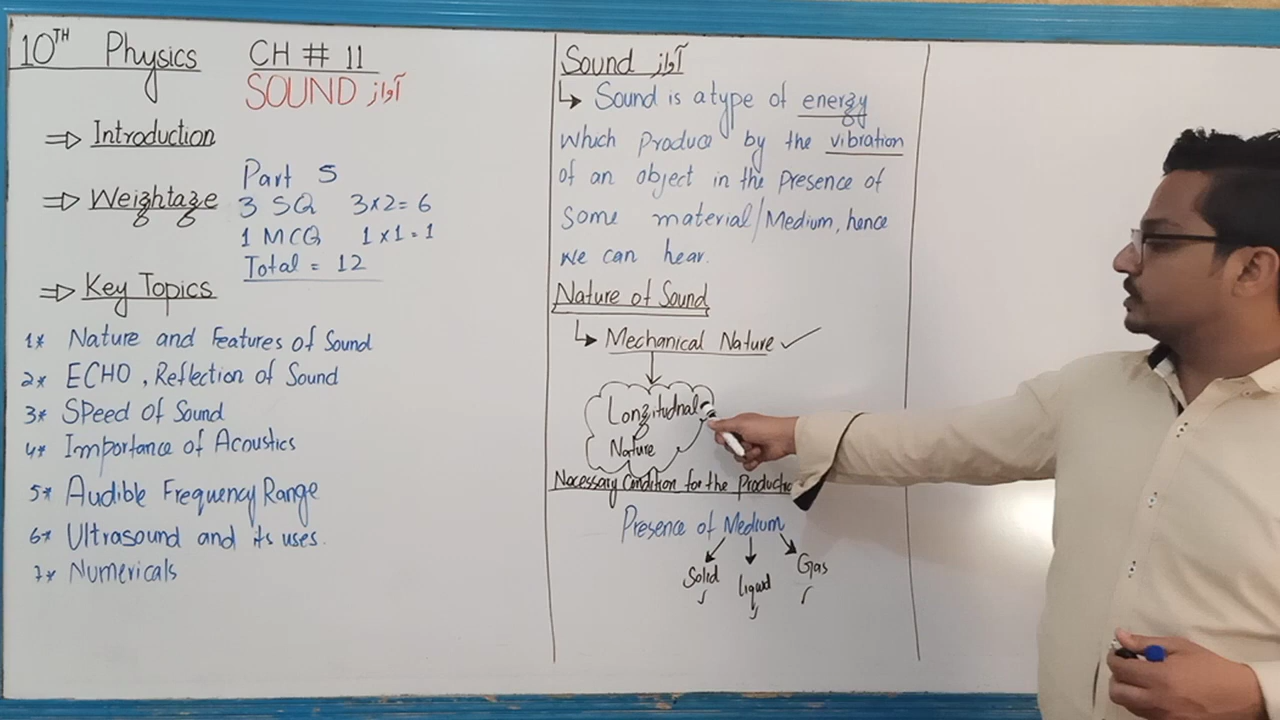 10TH Physics CH # 11
SOUND آواز
⇒ Introduction
⇒ Weightage
Part 5
3 SQ 3×2= 6
1 MCQ 1×1=1
Total = 12
⇒ Key Topics
1* Nature and Features of Sound
2* ECHO, Reflection of Sound
3* Speed of Sound
4* Importance of Acoustics
5* Audible Frequency Range
6* Ultrasound and its uses.
7* Numericals
Sound آواز
↳ Sound is a type of energy
which produce by the vibration
of an object in the presence of
some material/Medium, hence
we can hear.
Nature of Sound
↳ Mechanical Nature ✓
Longitudnal
Nature
Necessary Condition for the
Presence of Medium
Solid Liquid Gas